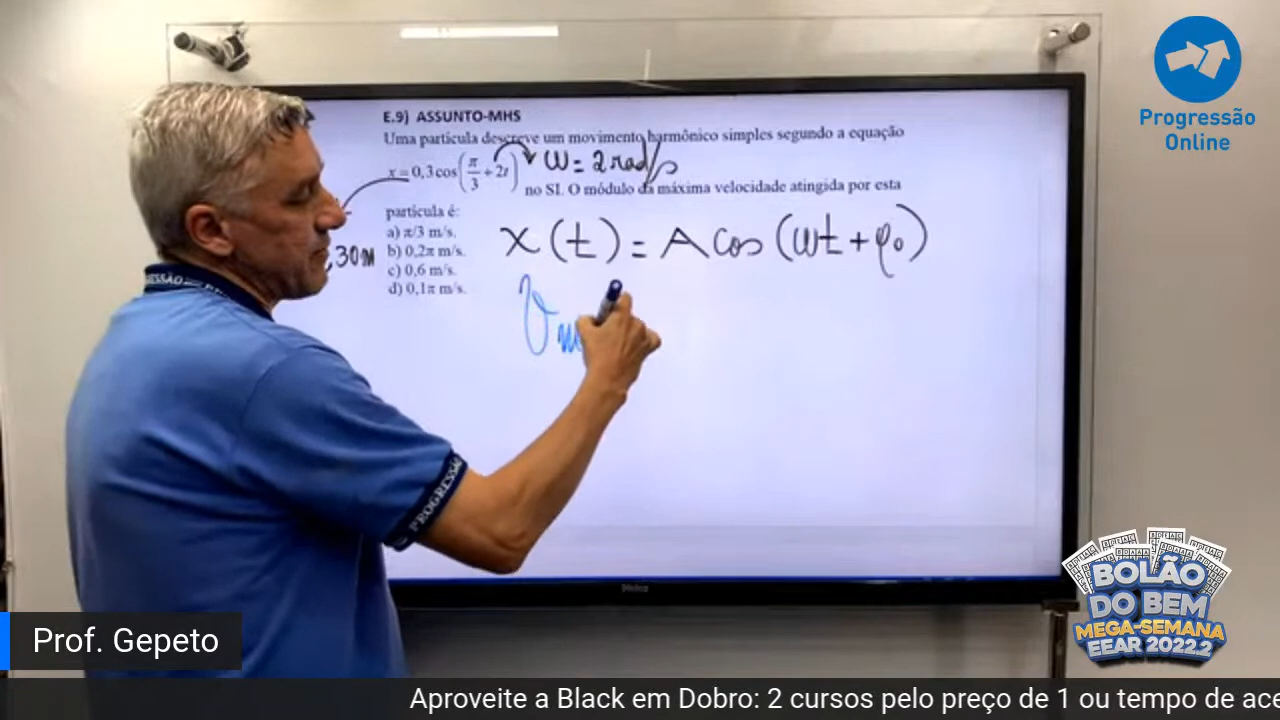 E.9) ASSUNTO-MHS
Uma partícula descreve um movimento harmônico simples segundo a equação
x = 0,3 cos(π/3 + 2t) ω = 2 rad/s
no SI. O módulo da máxima velocidade atingida por esta
partícula é:
a) π/3 m/s.
b) 0,2π m/s.
c) 0,6 m/s.
d) 0,1π m/s.
x(t) = A cos(ωt + φ₀)
Progressão
Online
BOLÃO
DO BEM
MEGA-SEMANA
EEAR 2022.2
Prof. Gepeto
Aproveite a Black em Dobro: 2 cursos pelo preço de 1 ou tempo de ace